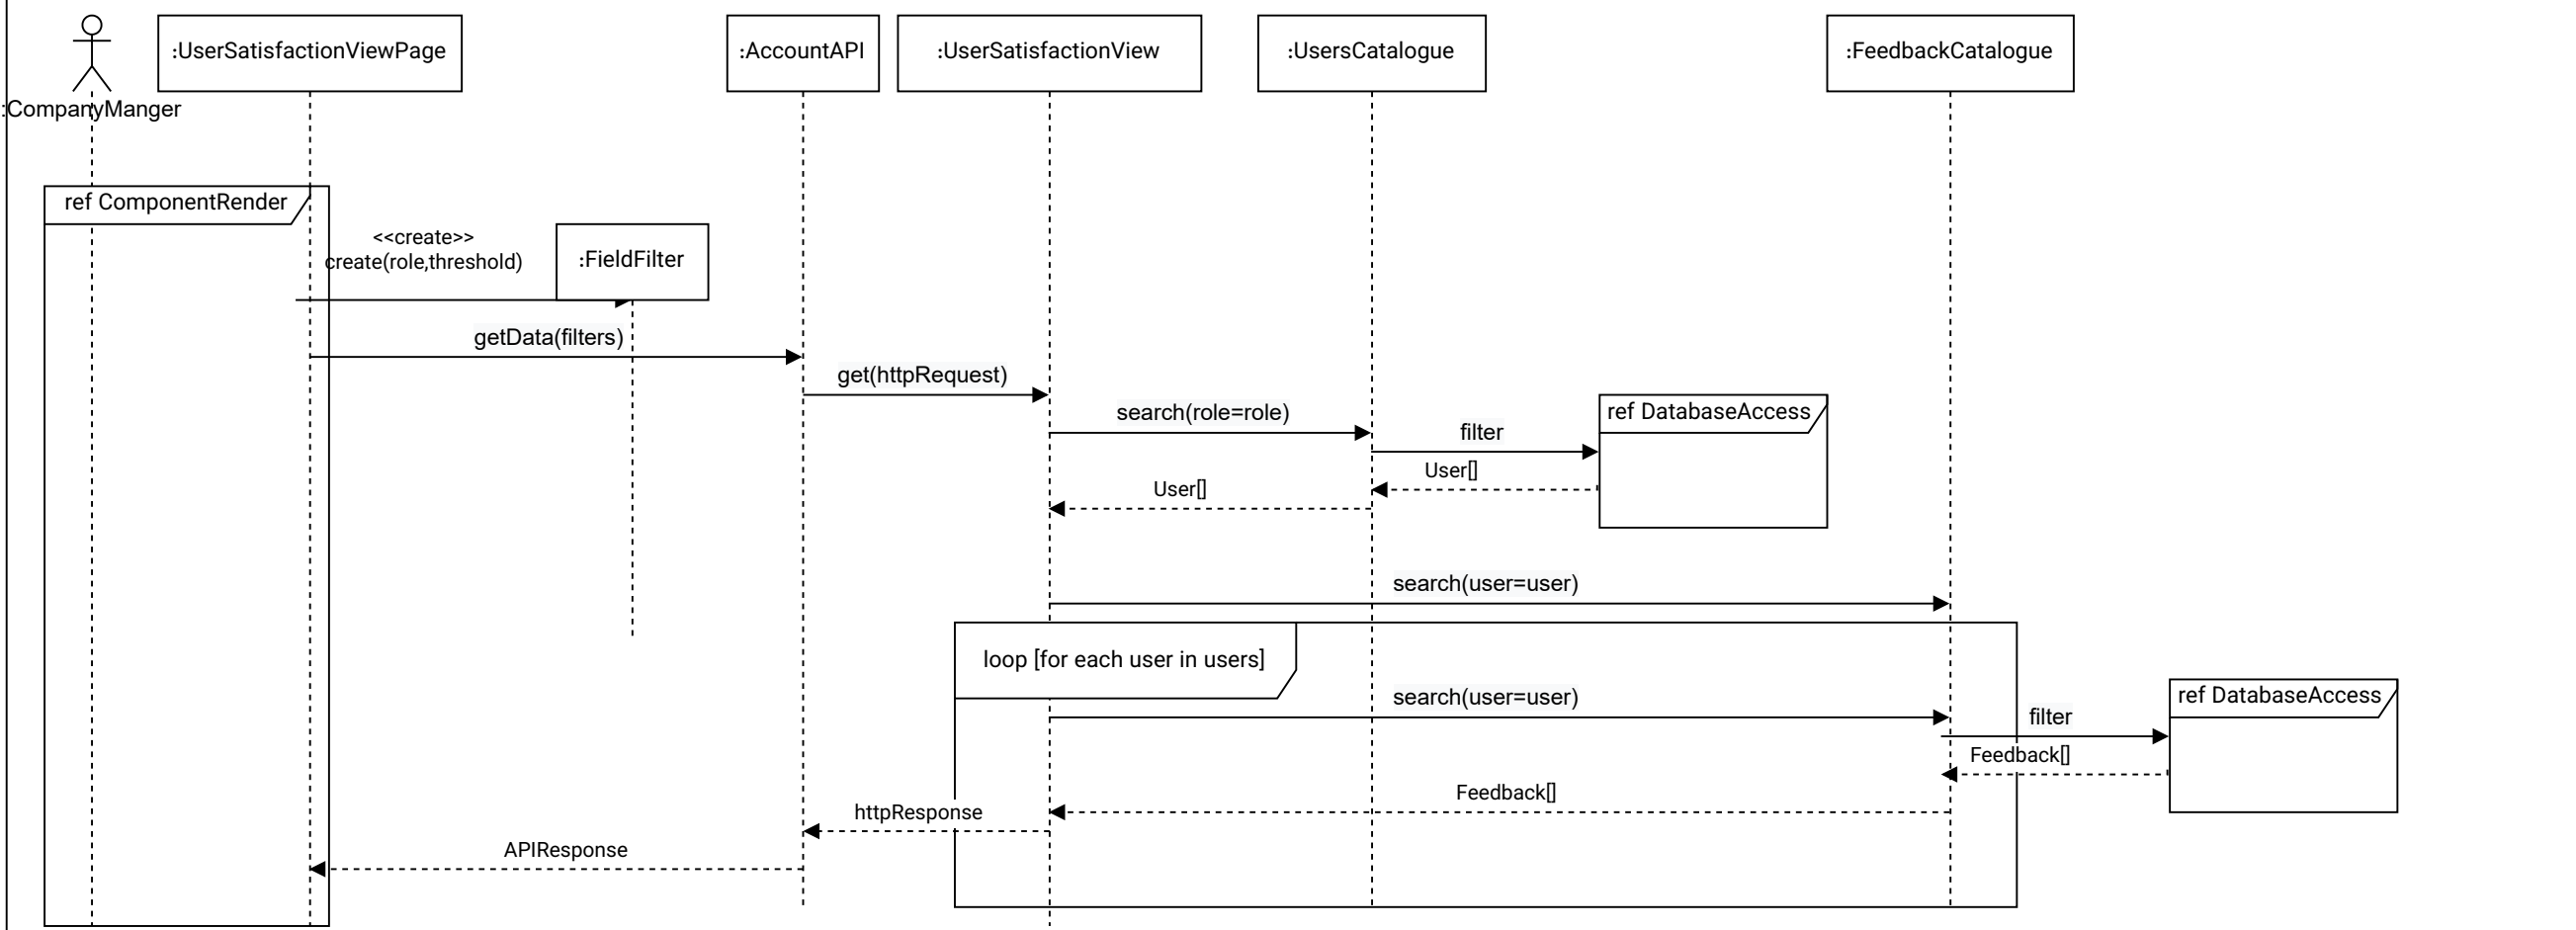 :UserSatisfactionViewPage
:AccountAPI
:UserSatisfactionView
:UsersCatalogue
:FeedbackCatalogue
:CompanyManger
ref ComponentRender
<<create>>
create(role,threshold)
:FieldFilter
getData(filters)
get(httpRequest)
search(role=role)
ref DatabaseAccess
filter
User[]
User[]
search(user=user)
loop [for each user in users]
search(user=user)
ref DatabaseAccess
filter
Feedback[]
Feedback[]
httpResponse
APIResponse